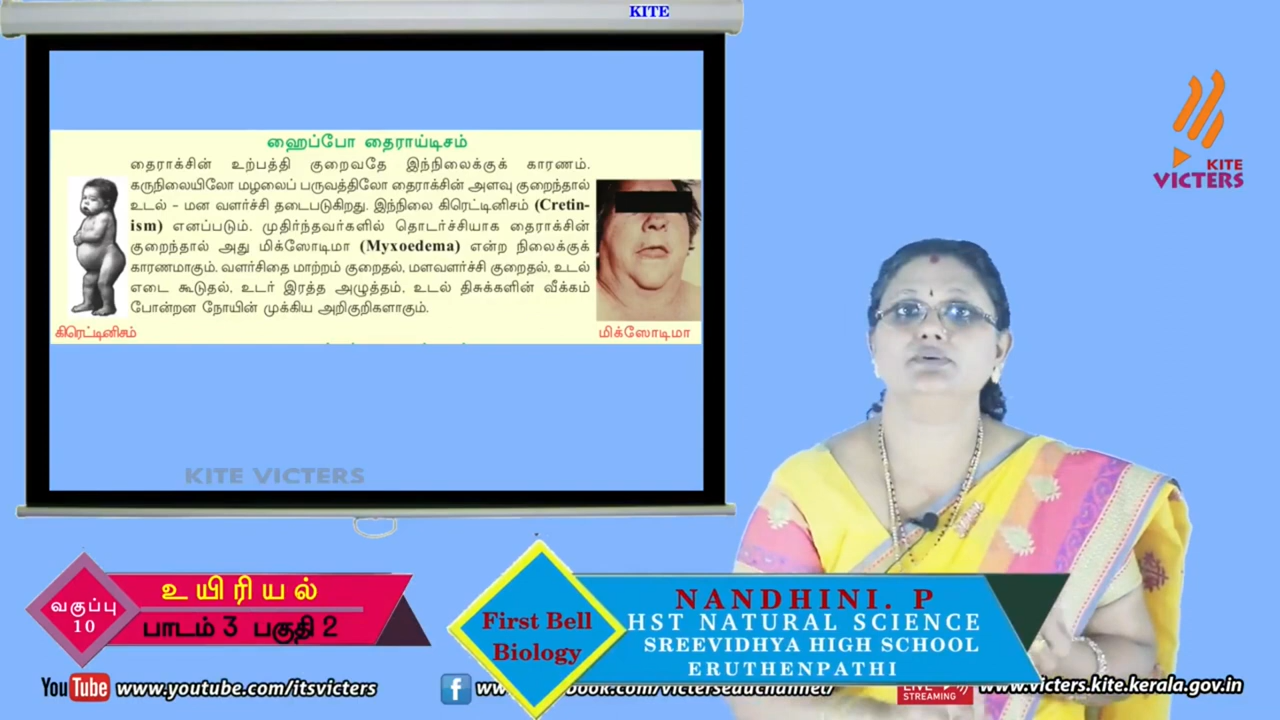 KITE
ஹைப்போ தைராய்டிசம்
தைராக்சின் உற்பத்தி குறைவதே இந்நிலைக்குக் காரணம்.
கருநிலையிலோ மழலைப் பருவத்திலோ தைராக்சின் அளவு குறைந்தால்
உடல் – மன வளர்ச்சி தடைபடுகிறது. இந்நிலை கிரெட்டினிசம் (Cretin-
ism) எனப்படும். முதிர்ந்தவர்களில் தொடர்ச்சியாக தைராக்சின்
குறைந்தால் அது மிக்ஸோடிமா (Myxoedema) என்ற நிலைக்குக்
காரணமாகும். வளர்சிதை மாற்றம் குறைதல், மனவளர்ச்சி குறைதல், உடல்
எடை கூடுதல், உடர் இரத்த அழுத்தம், உடல் திசுக்களின் வீக்கம்
போன்றன நோயின் முக்கிய அறிகுறிகளாகும்.
கிரெட்டினிசம்
மிக்ஸோடிமா
KITE VICTERS
KITE
VICTERS
வகுப்பு
10
உயிரியல்
பாடம் 3 பகுதி 2
First Bell
Biology
NANDHINI. P
HST NATURAL SCIENCE
SREEVIDHYA HIGH SCHOOL
ERUTHENPATHI
YouTube www.youtube.com/itsvicters
LIVE
STREAMING
www.victers.kite.kerala.gov.in